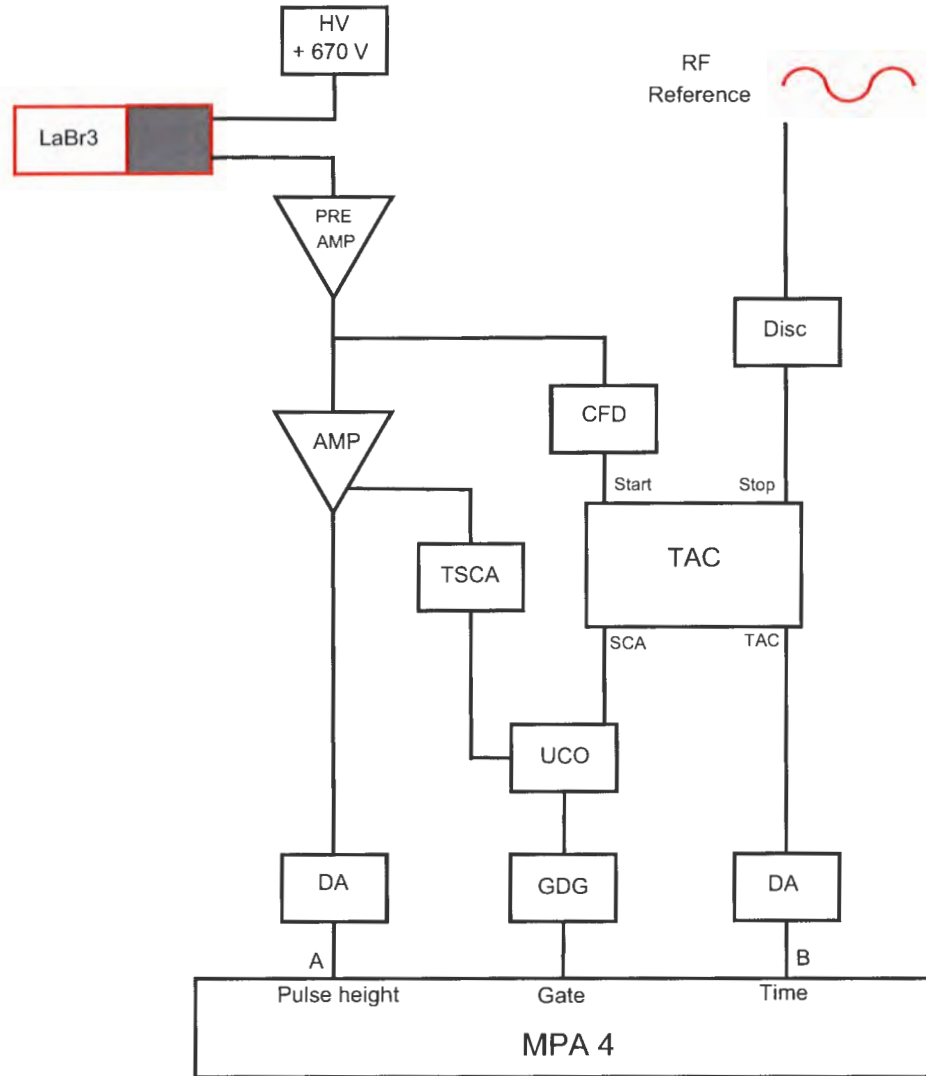 HV
+ 670 V
RF
Reference
LaBr3
PRE
AMP
Disc
CFD
AMP
Start
Stop
TAC
TSCA
SCA
TAC
UCO
DA
GDG
DA
A
B
Pulse height
Gate
Time
MPA 4